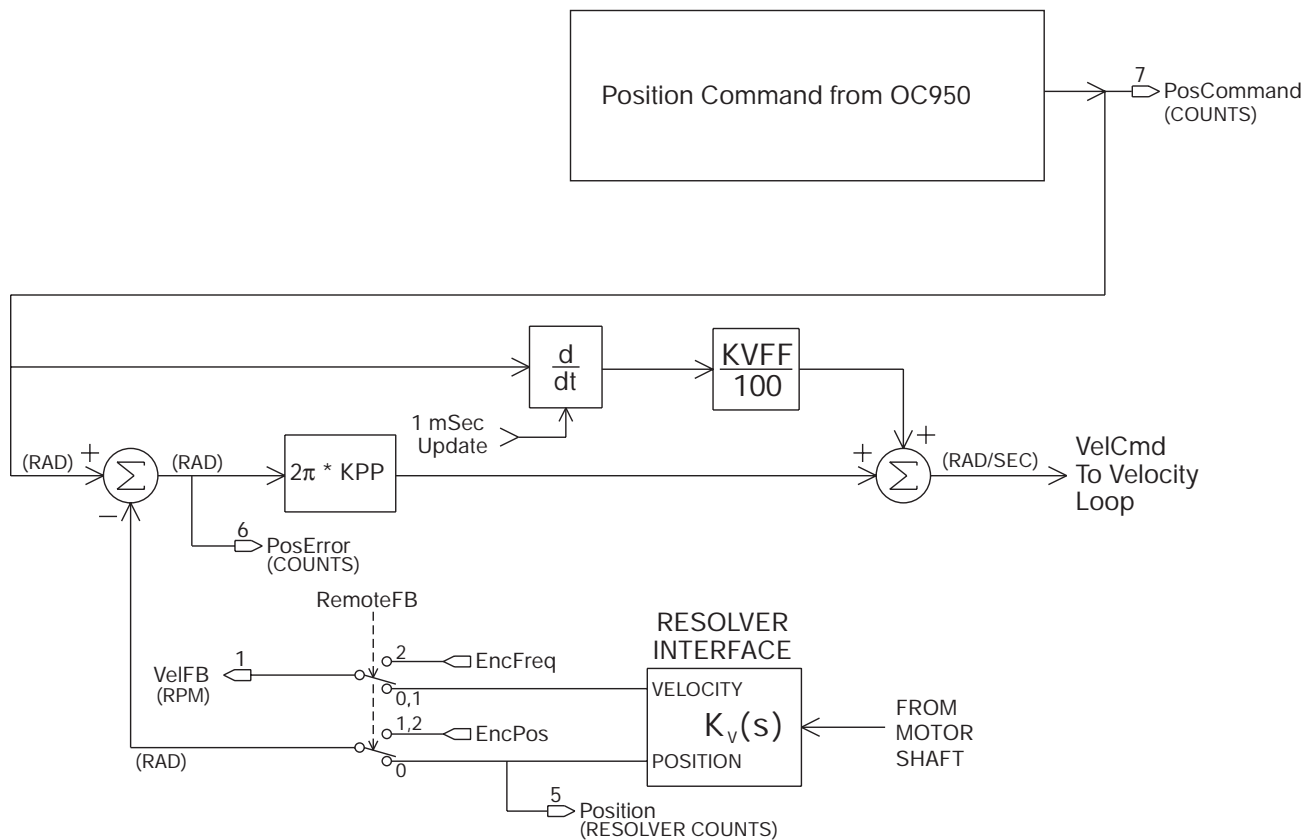 Position Command from OC950
7
PosCommand
(COUNTS)
d
dt
KVFF
100
1 mSec
Update
+
(RAD)
+
Σ
(RAD)
2π * KPP
+
Σ
(RAD/SEC)
VelCmd
To Velocity
Loop
−
6
PosError
(COUNTS)
RemoteFB
RESOLVER
INTERFACE
1
VelFB
(RPM)
2
EncFreq
0,1
VELOCITY
Kv(s)
FROM
MOTOR
SHAFT
1,2
EncPos
(RAD)
0
POSITION
5
Position
(RESOLVER COUNTS)